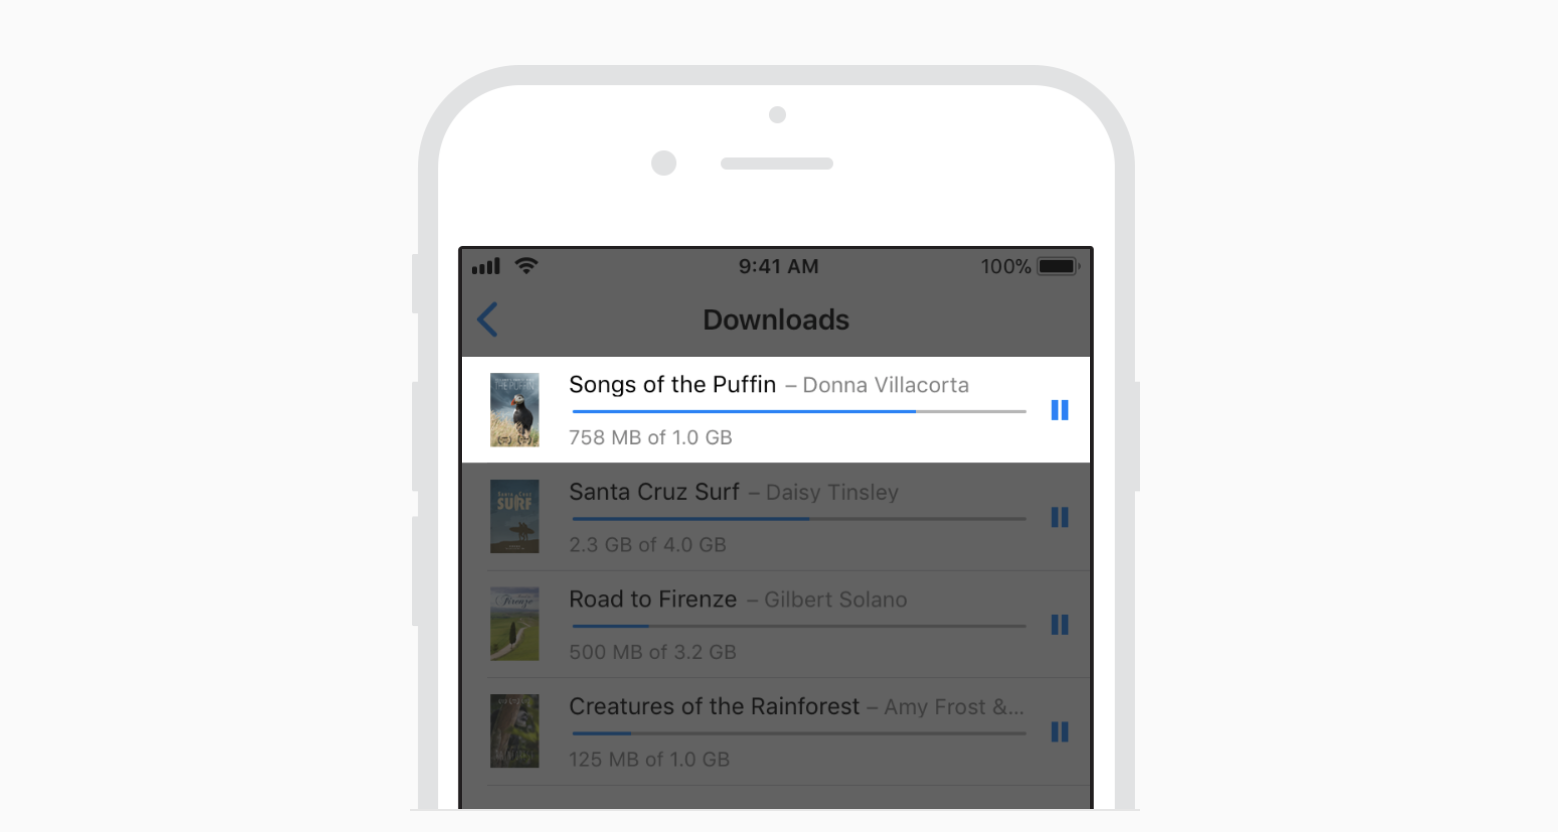 9:41 AM
100%
Downloads
Songs of the Puffin – Donna Villacorta
758 MB of 1.0 GB
SURF
Santa Cruz Surf – Daisy Tinsley
2.3 GB of 4.0 GB
Firenze
Road to Firenze – Gilbert Solano
500 MB of 3.2 GB
Creatures of the Rainforest – Amy Frost &...
125 MB of 1.0 GB